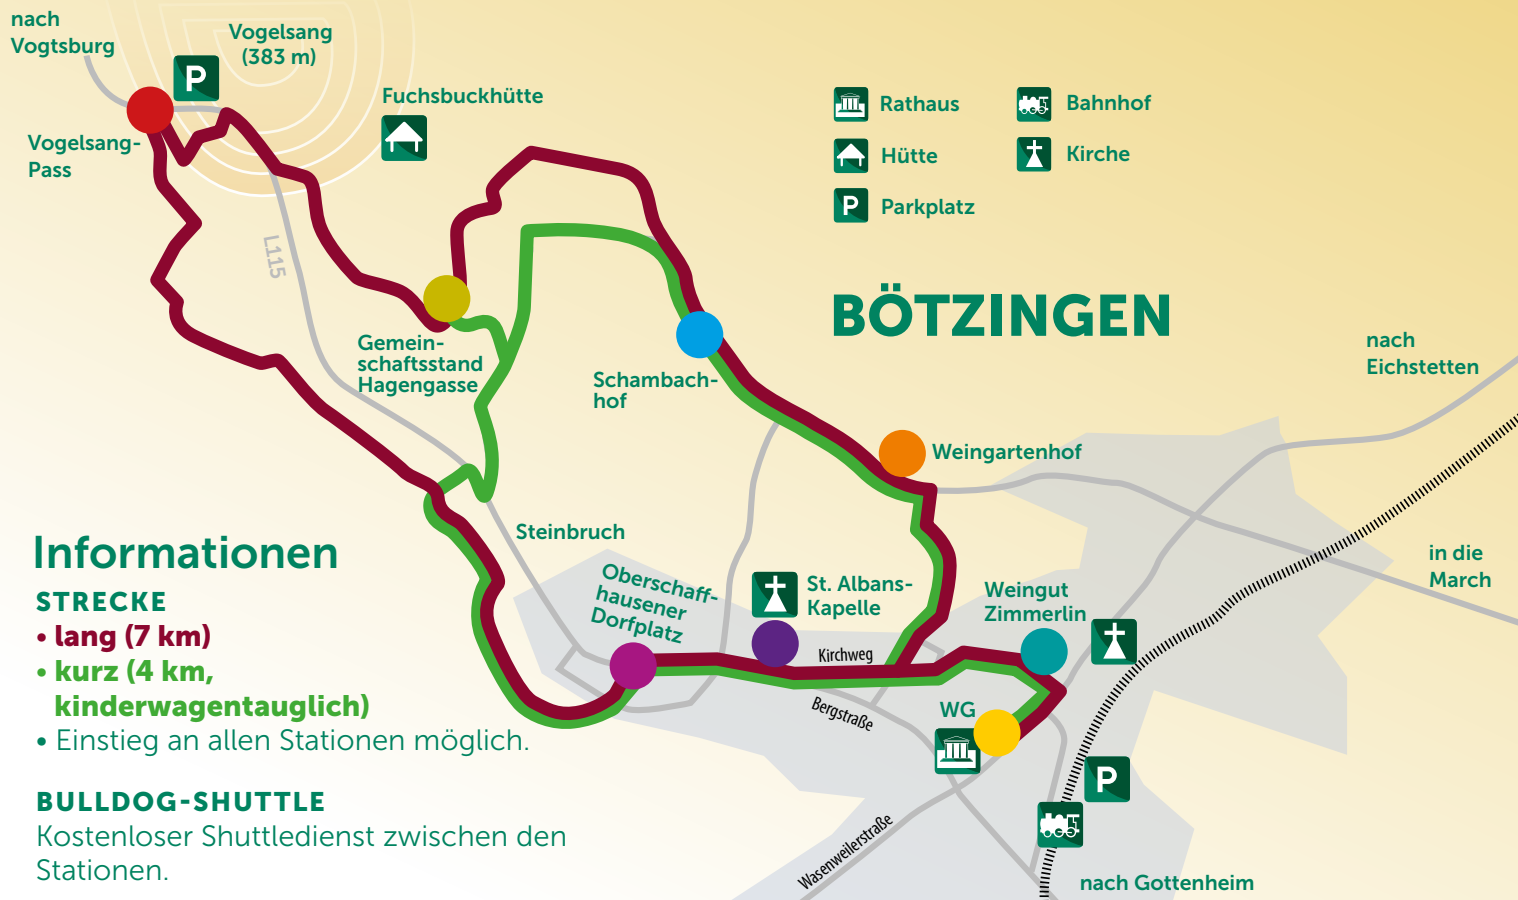 nach
Vogtsburg
P
Vogelsang
(383 m)
Vogelsang-
Pass
Fuchsbuckhütte
L115
Rathaus
Hütte
P
Parkplatz
Bahnhof
Kirche
BÖTZINGEN
Gemein-
schaftsstand
Hagengasse
Schambach-
hof
Weingartenhof
nach
Eichstetten
in die
March
Steinbruch
Oberschaff-
hausener
Dorfplatz
St. Albans-
Kapelle
Kirchweg
Bergstraße
Weingut
Zimmerlin
WG
P
Wasenweilerstraße
nach Gottenheim
Informationen
STRECKE
• lang (7 km)
• kurz (4 km,
kinderwagentauglich)
• Einstieg an allen Stationen möglich.
BULLDOG-SHUTTLE
Kostenloser Shuttledienst zwischen den
Stationen.